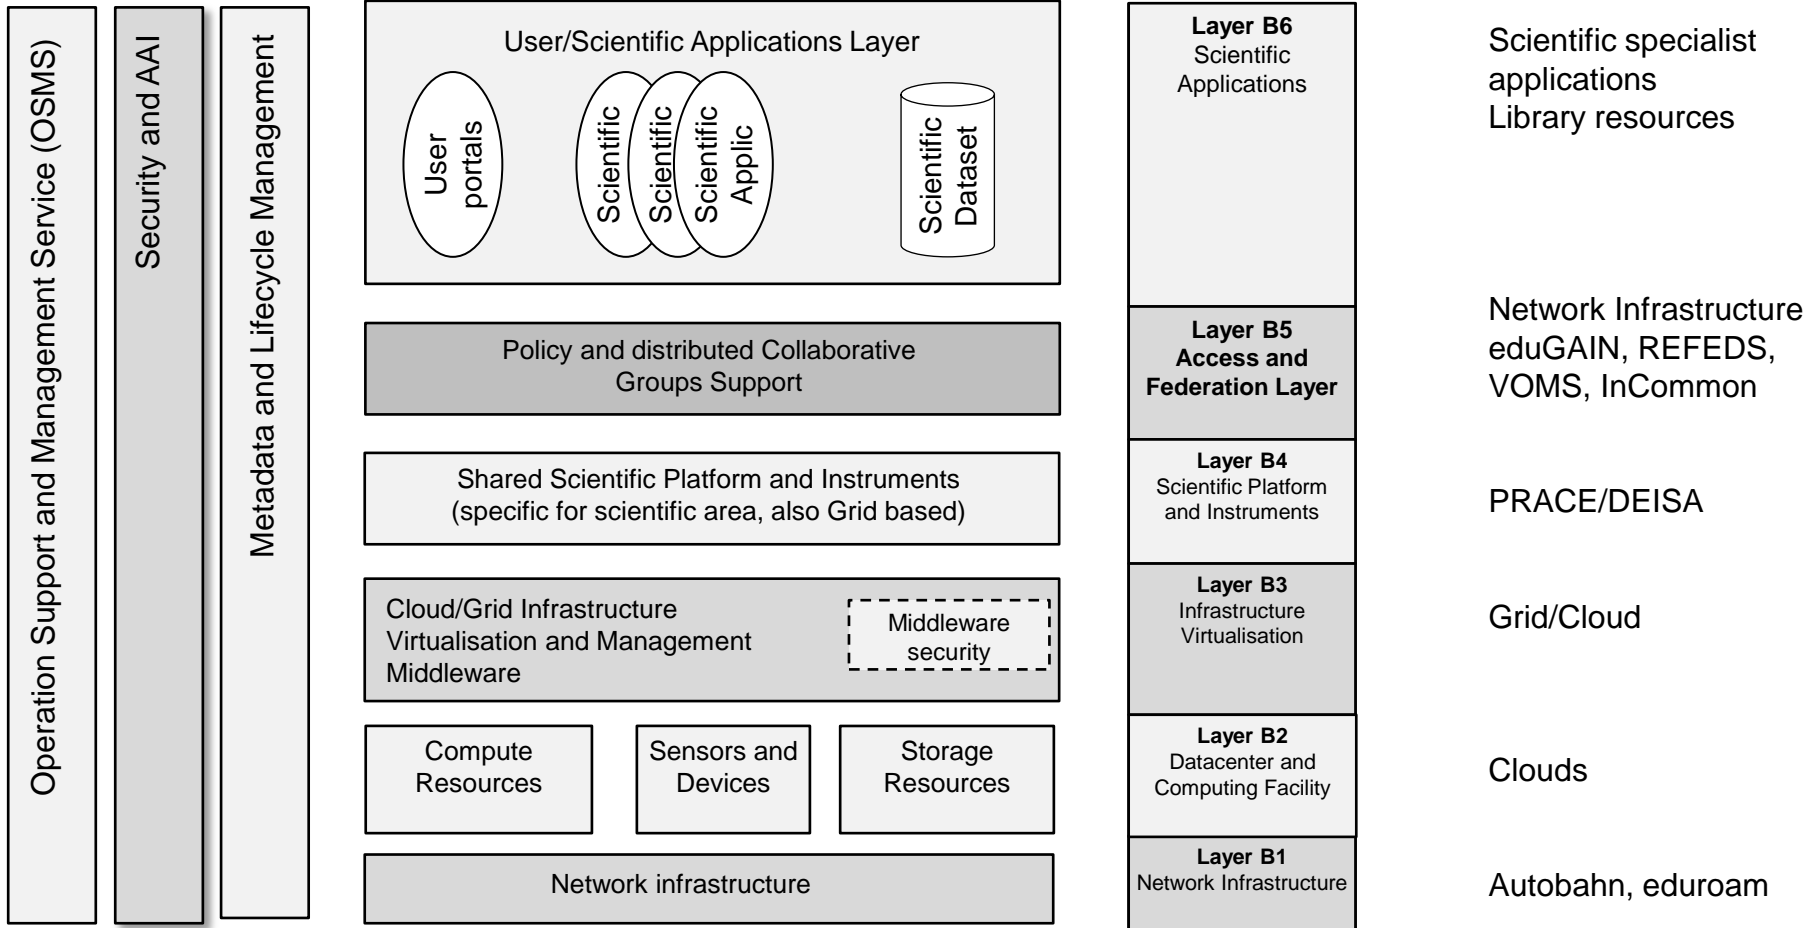 Operation Support and Management Service (OSMS)
Security and AAI
Metadata and Lifecycle Management
User/Scientific Applications Layer
User
portals
Scientific
Scientific
Scientific
Applic
Scientific
Dataset
Policy and distributed Collaborative
Groups Support
Shared Scientific Platform and Instruments
(specific for scientific area, also Grid based)
Cloud/Grid Infrastructure
Virtualisation and Management
Middleware
Middleware
security
Compute
Resources
Sensors and
Devices
Storage
Resources
Network infrastructure
Layer B6
Scientific
Applications
Layer B5
Access and
Federation Layer
Layer B4
Scientific Platform
and Instruments
Layer B3
Infrastructure
Virtualisation
Layer B2
Datacenter and
Computing Facility
Layer B1
Network Infrastructure
Scientific specialist
applications
Library resources
Network Infrastructure
eduGAIN, REFEDS,
VOMS, InCommon
PRACE/DEISA
Grid/Cloud
Clouds
Autobahn, eduroam